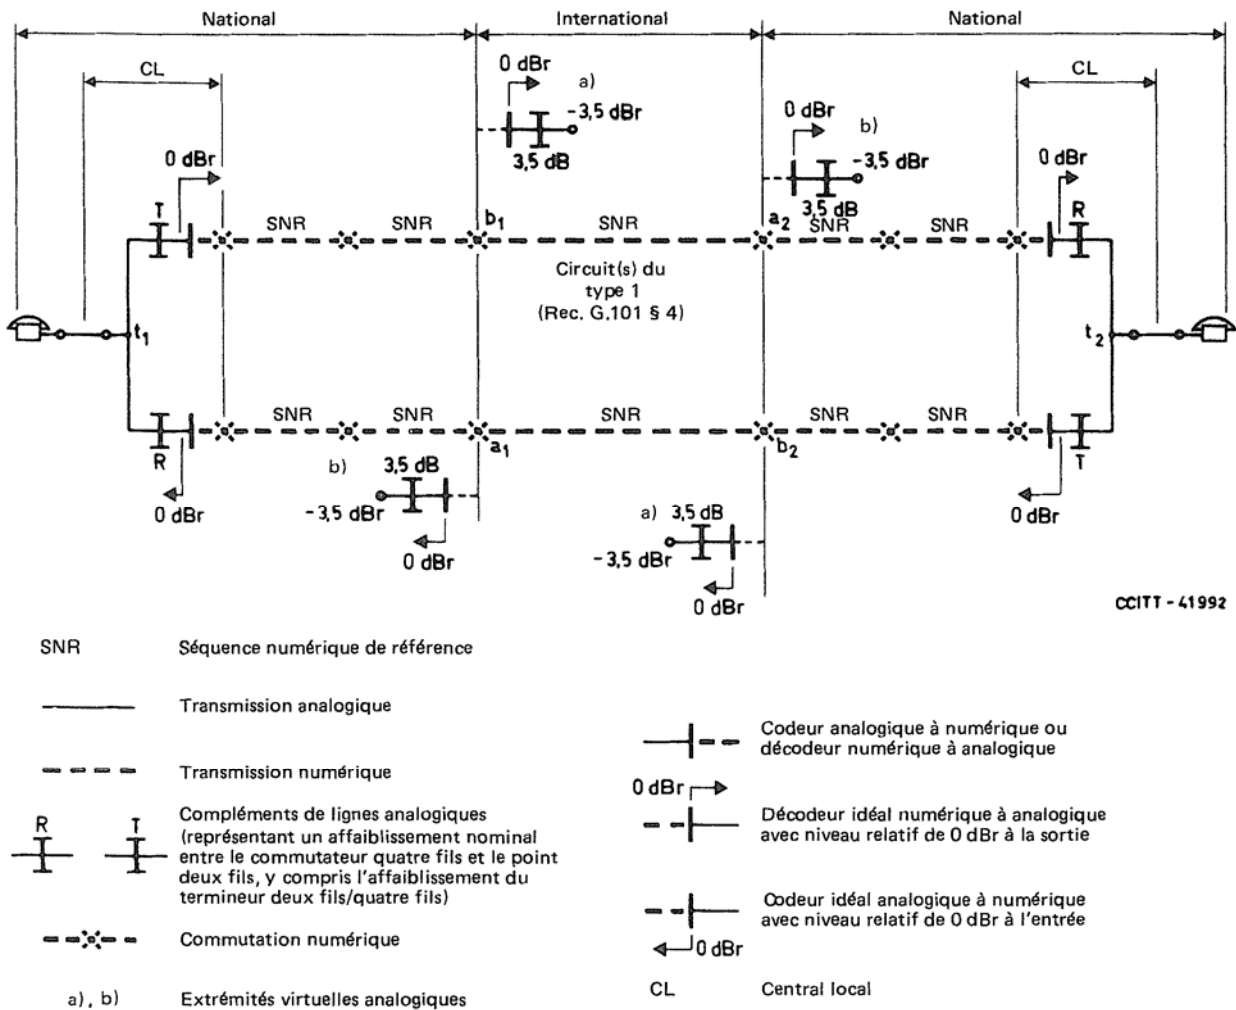 National
International
National
CL
0 dBr
a)
-3,5 dBr
3,5 dB
0 dBr
b)
-3,5 dBr
3,5 dB
CL
0 dBr
0 dBr
T
SNR
SNR
b1
SNR
a2
SNR
SNR
R
Circuit(s) du
type 1
(Rec. G.101 § 4)
t1
t2
SNR
SNR
SNR
SNR
SNR
R
a1
b2
T
0 dBr
b)
3,5 dB
-3,5 dBr
0 dBr
a)
3,5 dB
-3,5 dBr
0 dBr
0 dBr
CCITT - 41992
SNR
Séquence numérique de référence
Transmission analogique
Transmission numérique
R
T
Compléments de lignes analogiques
(représentant un affaiblissement nominal
entre le commutateur quatre fils et le point
deux fils, y compris l'affaiblissement du
termineur deux fils/quatre fils)
Commutation numérique
a), b)
Extrémités virtuelles analogiques
Codeur analogique à numérique ou
décodeur numérique à analogique
0 dBr
Décodeur idéal numérique à analogique
avec niveau relatif de 0 dBr à la sortie
Codeur idéal analogique à numérique
avec niveau relatif de 0 dBr à l'entrée
0 dBr
CL
Central local